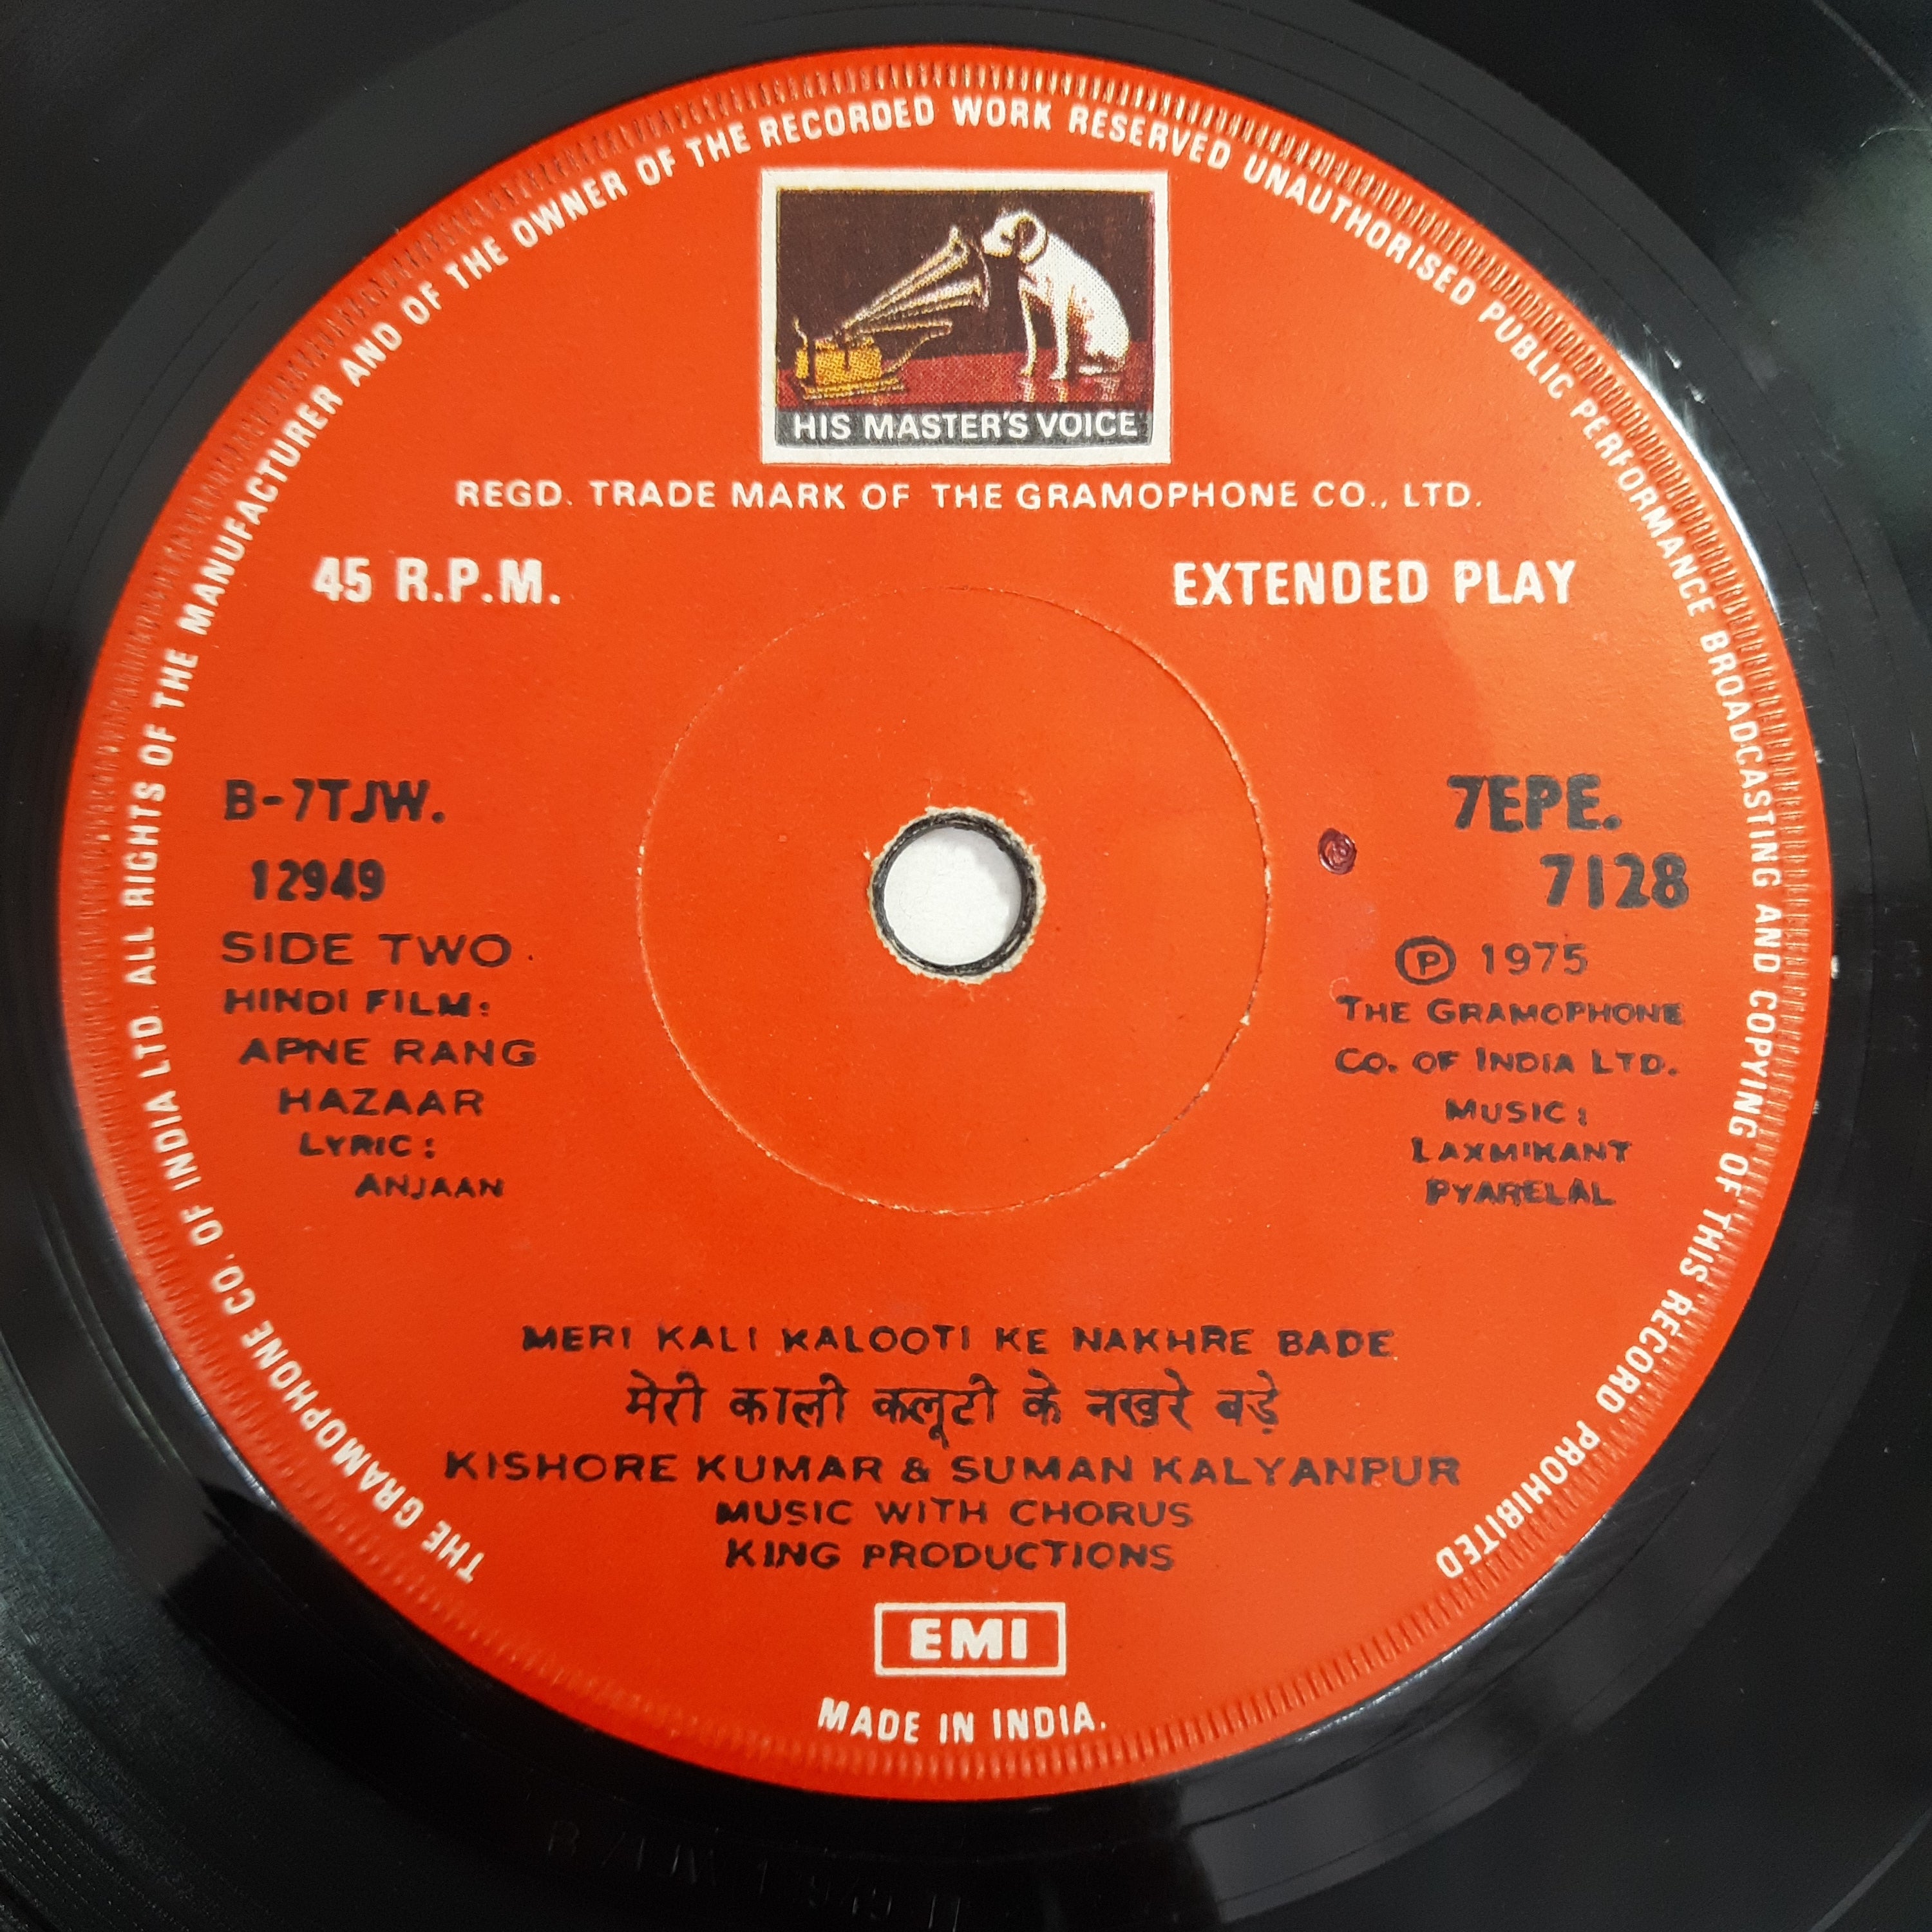 THE GRAMOPHONE CO. OF INDIA LTD. ALL RIGHTS OF THE MANUFACTURER AND OF THE OWNER OF THE RECORDED WORK RESERVED UNAUTHORISED PUBLIC PERFORMANCE BROADCASTING AND COPYING OF THIS RECORD PROHIBITED
HIS MASTER'S VOICE
REGD. TRADE MARK OF THE GRAMOPHONE CO., LTD.
45 R.P.M.
EXTENDED PLAY
B-7TJW.
12949
SIDE TWO
HINDI FILM:
APNE RANG
HAZAAR
LYRIC:
ANJAAN
7EPE.
7128
Ⓟ 1975
THE GRAMOPHONE
CO. OF INDIA LTD.
MUSIC:
LAXMIKANT
PYARELAL
MERI KALI KALOOTI KE NAKHRE BADE
मेरी काली कलूटी के नखरे बड़े
KISHORE KUMAR & SUMAN KALYANPUR
MUSIC WITH CHORUS
KING PRODUCTIONS
EMI
MADE IN INDIA.